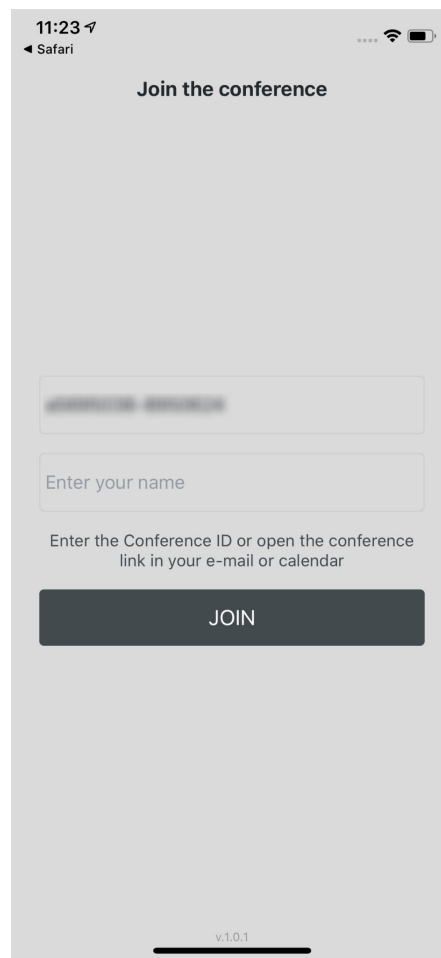 11:23
Safari
Join the conference
Enter your name
Enter the Conference ID or open the conference
link in your e-mail or calendar
JOIN
v.1.0.1